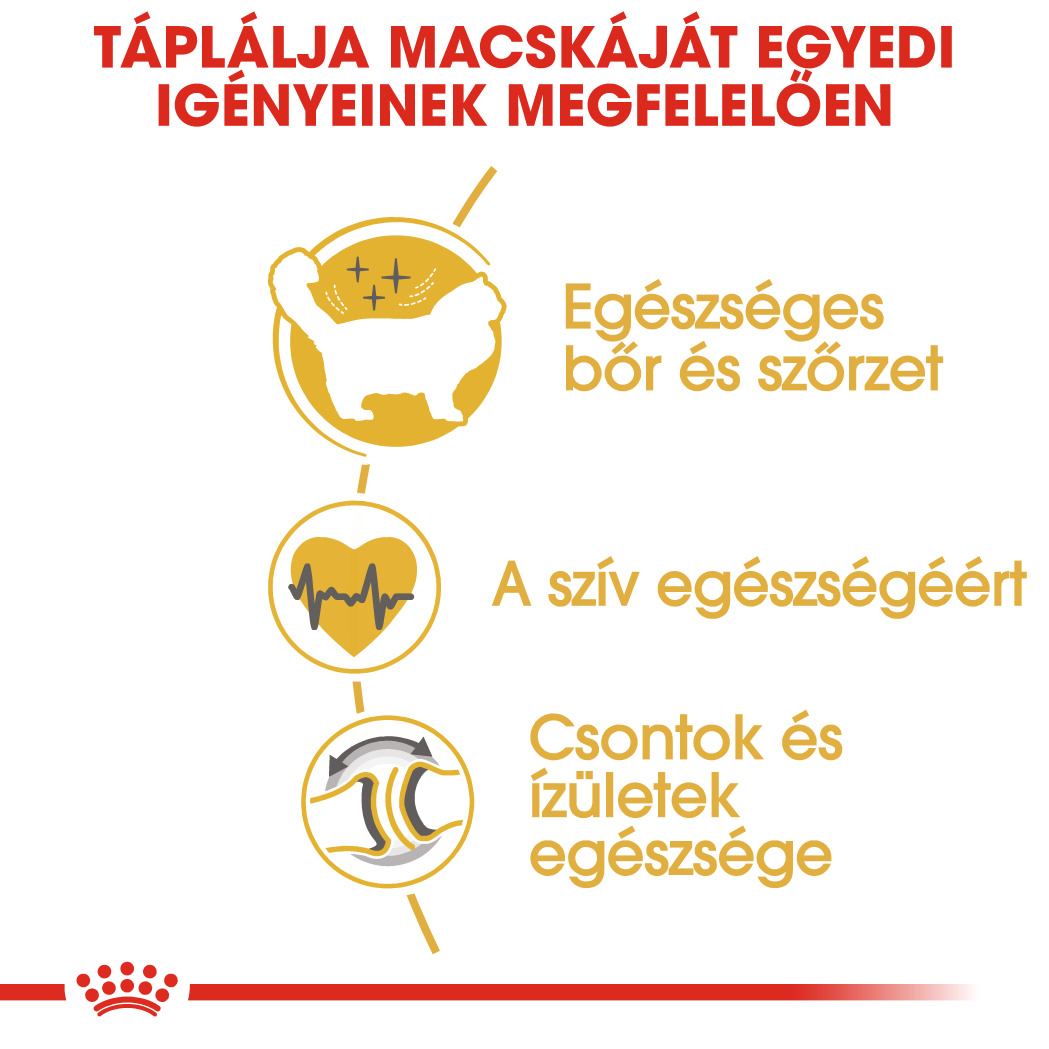 TÁPLÁLJA MACSKÁJÁT EGYEDI
IGÉNYEINEK MEGFELELŐEN
Egészséges
bőr és szőrzet
A szív egészségéért
Csontok és
ízületek
egészsége